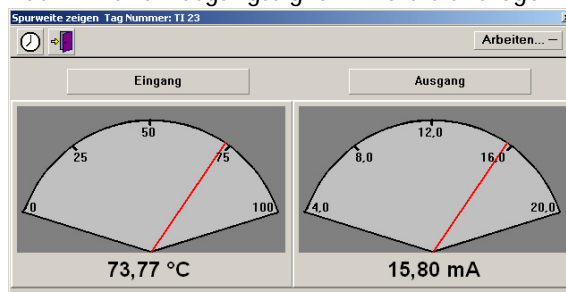 Spurweite zeigen Tag Nummer: TI 23
Arbeiten...
Eingang
Ausgang
50
25
75
0
100
12,0
8,0
16,0
4,0
20,0
73,77 °C
15,80 mA